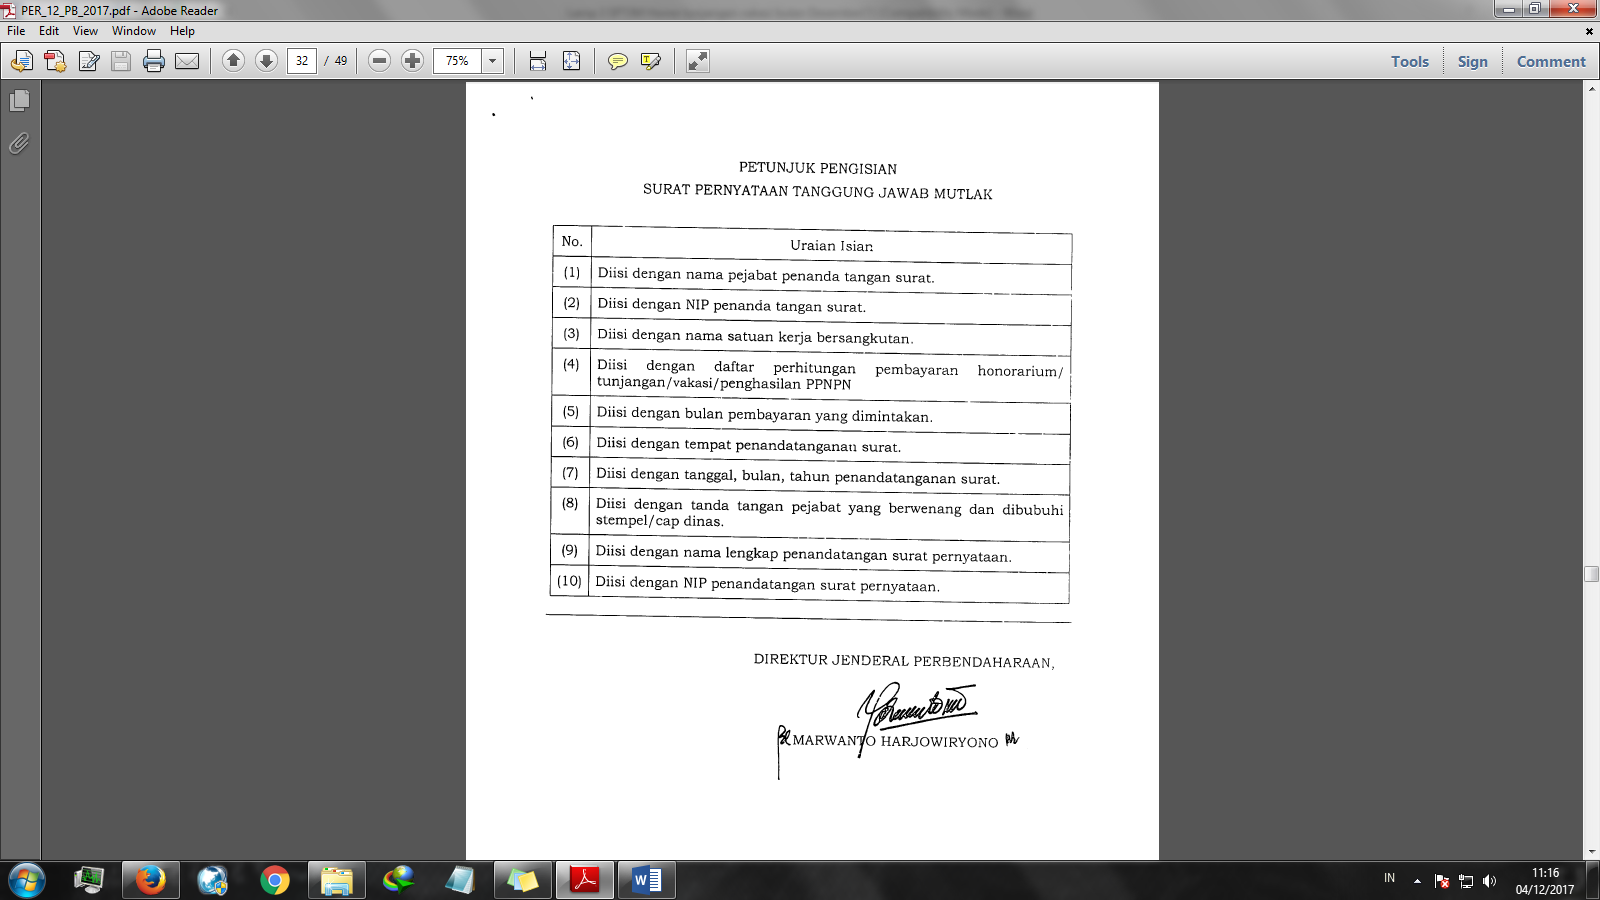 PER_12_PB_2017.pdf - Adobe Reader
File Edit View Window Help
32 / 49 75% Tools Sign Comment
PETUNJUK PENGISIAN
SURAT PERNYATAAN TANGGUNG JAWAB MUTLAK
No. Uraian Isian
(1) Diisi dengan nama pejabat penanda tangan surat.
(2) Diisi dengan NIP penanda tangan surat.
(3) Diisi dengan nama satuan kerja bersangkutan.
(4) Diisi dengan daftar perhitungan pembayaran honorarium/
tunjangan/vakasi/penghasilan PPNPN
(5) Diisi dengan bulan pembayaran yang dimintakan.
(6) Diisi dengan tempat penandatanganan surat.
(7) Diisi dengan tanggal, bulan, tahun penandatanganan surat.
(8) Diisi dengan tanda tangan pejabat yang berwenang dan dibubuhi
stempel/cap dinas.
(9) Diisi dengan nama lengkap penandatangan surat pernyataan.
(10) Diisi dengan NIP penandatangan surat pernyataan.
DIREKTUR JENDERAL PERBENDAHARAAN,
MARWANTO HARJOWIRYONO
IN 11:16
04/12/2017